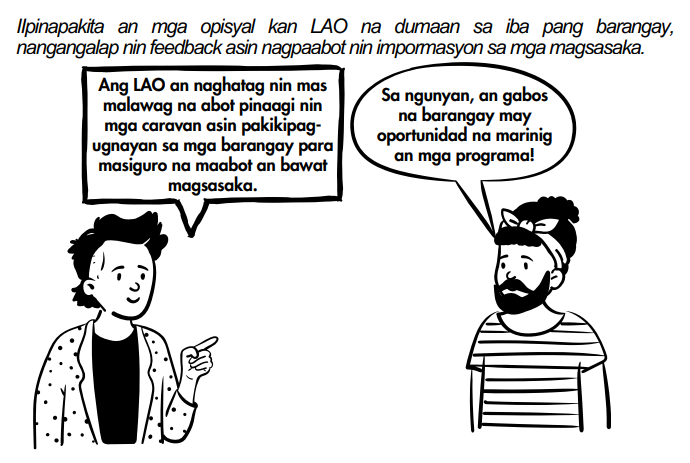 IIpinapakita an mga opisyal kan LAO na dumaan sa iba pang barangay,
nangangalap nin feedback asin nagpaabot nin impormasyon sa mga magsasaka.
Ang LAO an naghatag nin mas
malawag na abot pinaagi nin
mga caravan asin pakikipag-
ugnayan sa mga barangay para
masiguro na maabot an bawat
magsasaka.
Sa ngunyan, an gabos
na barangay may
oportunidad na marinig
an mga programa!